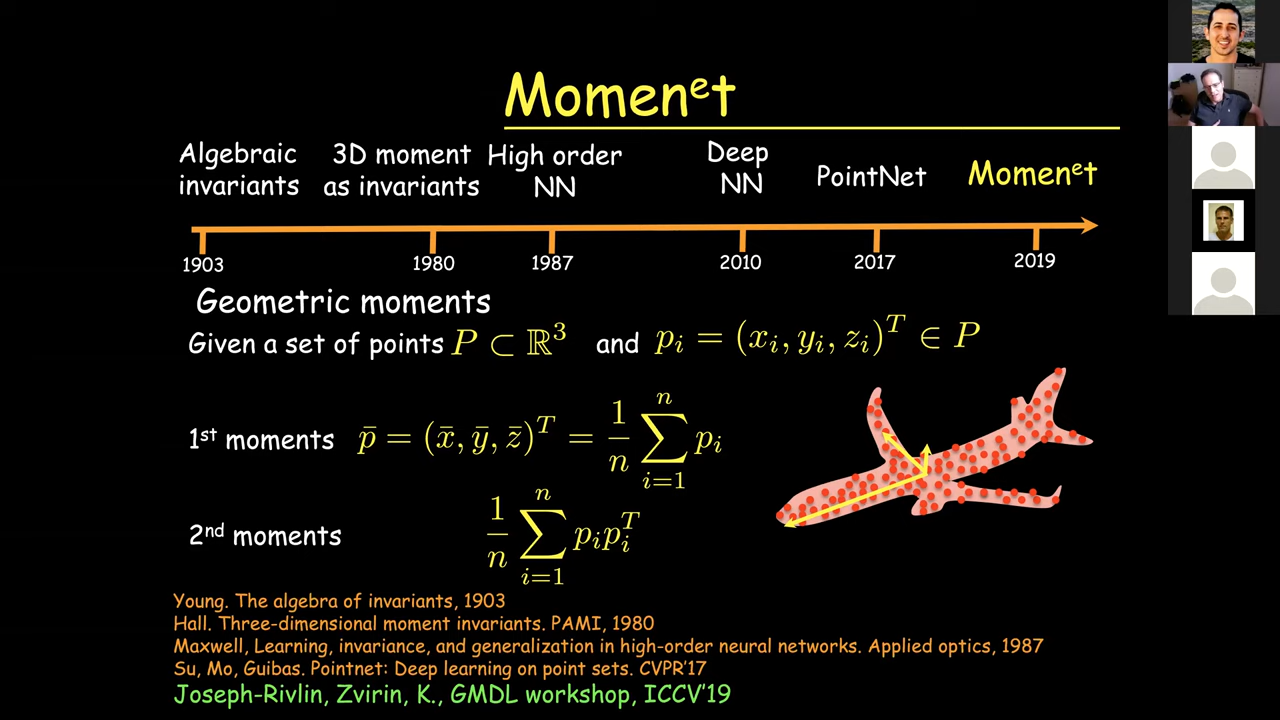 Momenᵉt
Algebraic invariants
3D moment as invariants
High order NN
Deep NN
PointNet
Momenᵉt
1903 1980 1987 2010 2017 2019
Geometric moments
Given a set of points P ⊂ ℝ³ and pᵢ = (xᵢ, yᵢ, zᵢ)ᵀ ∈ P
1st moments p̄ = (x̄, ȳ, z̄)ᵀ = 1/n ∑ᵢ₌₁ⁿ pᵢ
2nd moments 1/n ∑ᵢ₌₁ⁿ pᵢpᵢᵀ
Young. The algebra of invariants, 1903
Hall. Three-dimensional moment invariants. PAMI, 1980
Maxwell, Learning, invariance, and generalization in high-order neural networks. Applied optics, 1987
Su, Mo, Guibas. Pointnet: Deep learning on point sets. CVPR'17
Joseph-Rivlin, Zvirin, K., GMDL workshop, ICCV'19